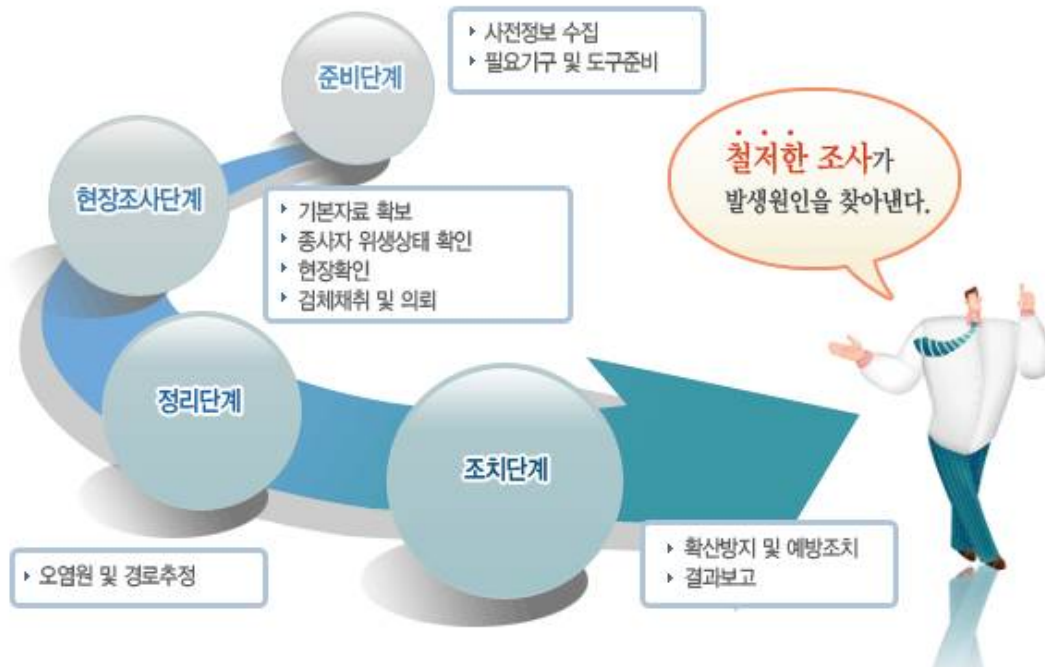 준비단계
사전정보 수집
필요기구 및 도구준비
철저한 조사가
발생원인을 찾아낸다.
현장조사단계
기본자료 확보
종사자 위생상태 확인
현장확인
검체채취 및 의뢰
정리단계
오염원 및 경로추정
조치단계
확산방지 및 예방조치
결과보고